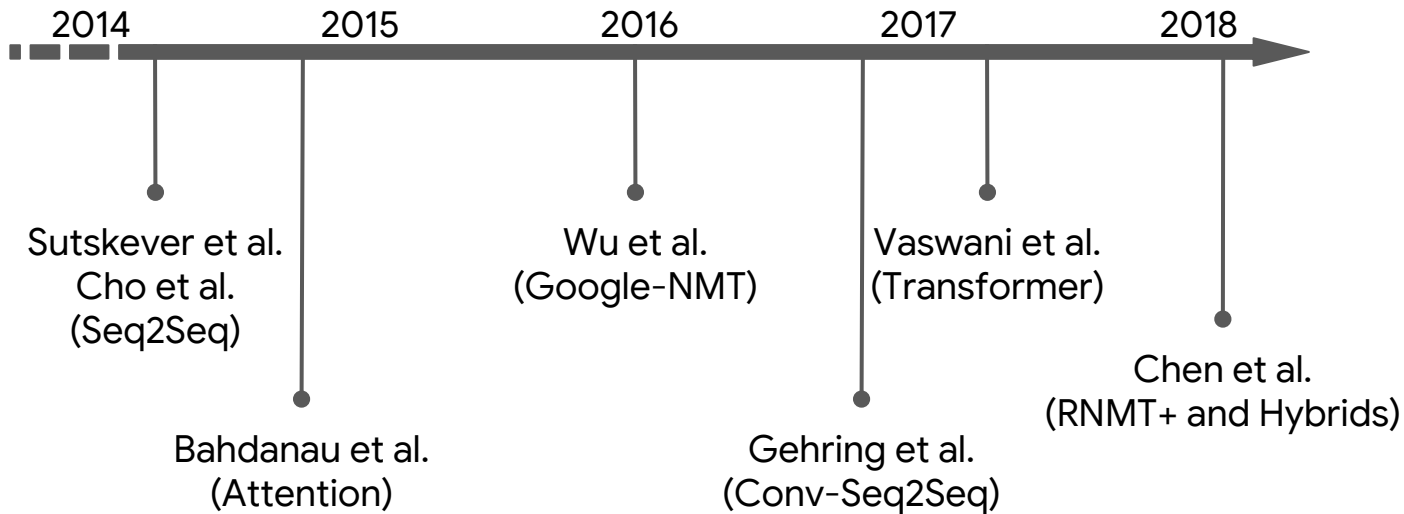 2014 2015 2016 2017 2018
Sutskever et al.
Cho et al.
(Seq2Seq)
Bahdanau et al.
(Attention)
Wu et al.
(Google-NMT)
Gehring et al.
(Conv-Seq2Seq)
Vaswani et al.
(Transformer)
Chen et al.
(RNMT+ and Hybrids)